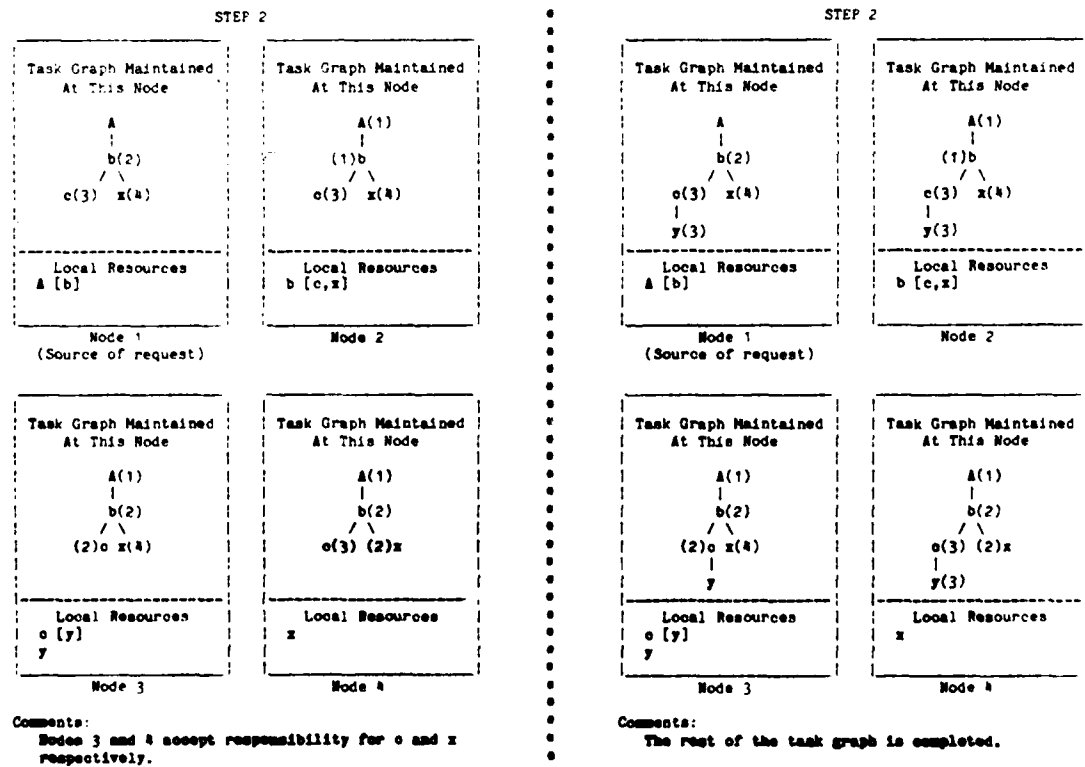 STEP 2
Task Graph Maintained
At This Node
A
b(2)
c(3) x(4)
Local Resources
A [b]
Node 1
(Source of request)
Task Graph Maintained
At This Node
A(1)
(1)b
c(3) x(4)
Local Resources
b [c,x]
Node 2
Task Graph Maintained
At This Node
A(1)
b(2)
(2)c x(4)
Local Resources
c [y]
y
Node 3
Task Graph Maintained
At This Node
A(1)
b(2)
c(3) (2)x
Local Resources
x
Node 4
Comments:
Nodes 3 and 4 accept responsibility for c and x
respectively.
STEP 2
Task Graph Maintained
At This Node
A
b(2)
c(3) x(4)
y(3)
Local Resources
A [b]
Node 1
(Source of request)
Task Graph Maintained
At This Node
A(1)
(1)b
c(3) x(4)
y(3)
Local Resources
b [c,x]
Node 2
Task Graph Maintained
At This Node
A(1)
b(2)
(2)c x(4)
y
Local Resources
c [y]
y
Node 3
Task Graph Maintained
At This Node
A(1)
b(2)
c(3) (2)x
y(3)
Local Resources
x
Node 4
Comments:
The rest of the task graph is completed.